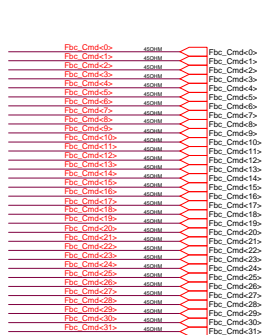 Fbc_Cmd<0> 45OHM Fbc_Cmd<0>
Fbc_Cmd<1> 45OHM Fbc_Cmd<1>
Fbc_Cmd<2> 45OHM Fbc_Cmd<2>
Fbc_Cmd<3> 45OHM Fbc_Cmd<3>
Fbc_Cmd<4> 45OHM Fbc_Cmd<4>
Fbc_Cmd<5> 45OHM Fbc_Cmd<5>
Fbc_Cmd<6> 45OHM Fbc_Cmd<6>
Fbc_Cmd<7> 45OHM Fbc_Cmd<7>
Fbc_Cmd<8> 45OHM Fbc_Cmd<8>
Fbc_Cmd<9> 45OHM Fbc_Cmd<9>
Fbc_Cmd<10> 45OHM Fbc_Cmd<10>
Fbc_Cmd<11> 45OHM Fbc_Cmd<11>
Fbc_Cmd<12> 45OHM Fbc_Cmd<12>
Fbc_Cmd<13> 45OHM Fbc_Cmd<13>
Fbc_Cmd<14> 45OHM Fbc_Cmd<14>
Fbc_Cmd<15> 45OHM Fbc_Cmd<15>
Fbc_Cmd<16> 45OHM Fbc_Cmd<16>
Fbc_Cmd<17> 45OHM Fbc_Cmd<17>
Fbc_Cmd<18> 45OHM Fbc_Cmd<18>
Fbc_Cmd<19> 45OHM Fbc_Cmd<19>
Fbc_Cmd<20> 45OHM Fbc_Cmd<20>
Fbc_Cmd<21> 45OHM Fbc_Cmd<21>
Fbc_Cmd<22> 45OHM Fbc_Cmd<22>
Fbc_Cmd<23> 45OHM Fbc_Cmd<23>
Fbc_Cmd<24> 45OHM Fbc_Cmd<24>
Fbc_Cmd<25> 45OHM Fbc_Cmd<25>
Fbc_Cmd<26> 45OHM Fbc_Cmd<26>
Fbc_Cmd<27> 45OHM Fbc_Cmd<27>
Fbc_Cmd<28> 45OHM Fbc_Cmd<28>
Fbc_Cmd<29> 45OHM Fbc_Cmd<29>
Fbc_Cmd<30> 45OHM Fbc_Cmd<30>
Fbc_Cmd<31> 45OHM Fbc_Cmd<31>